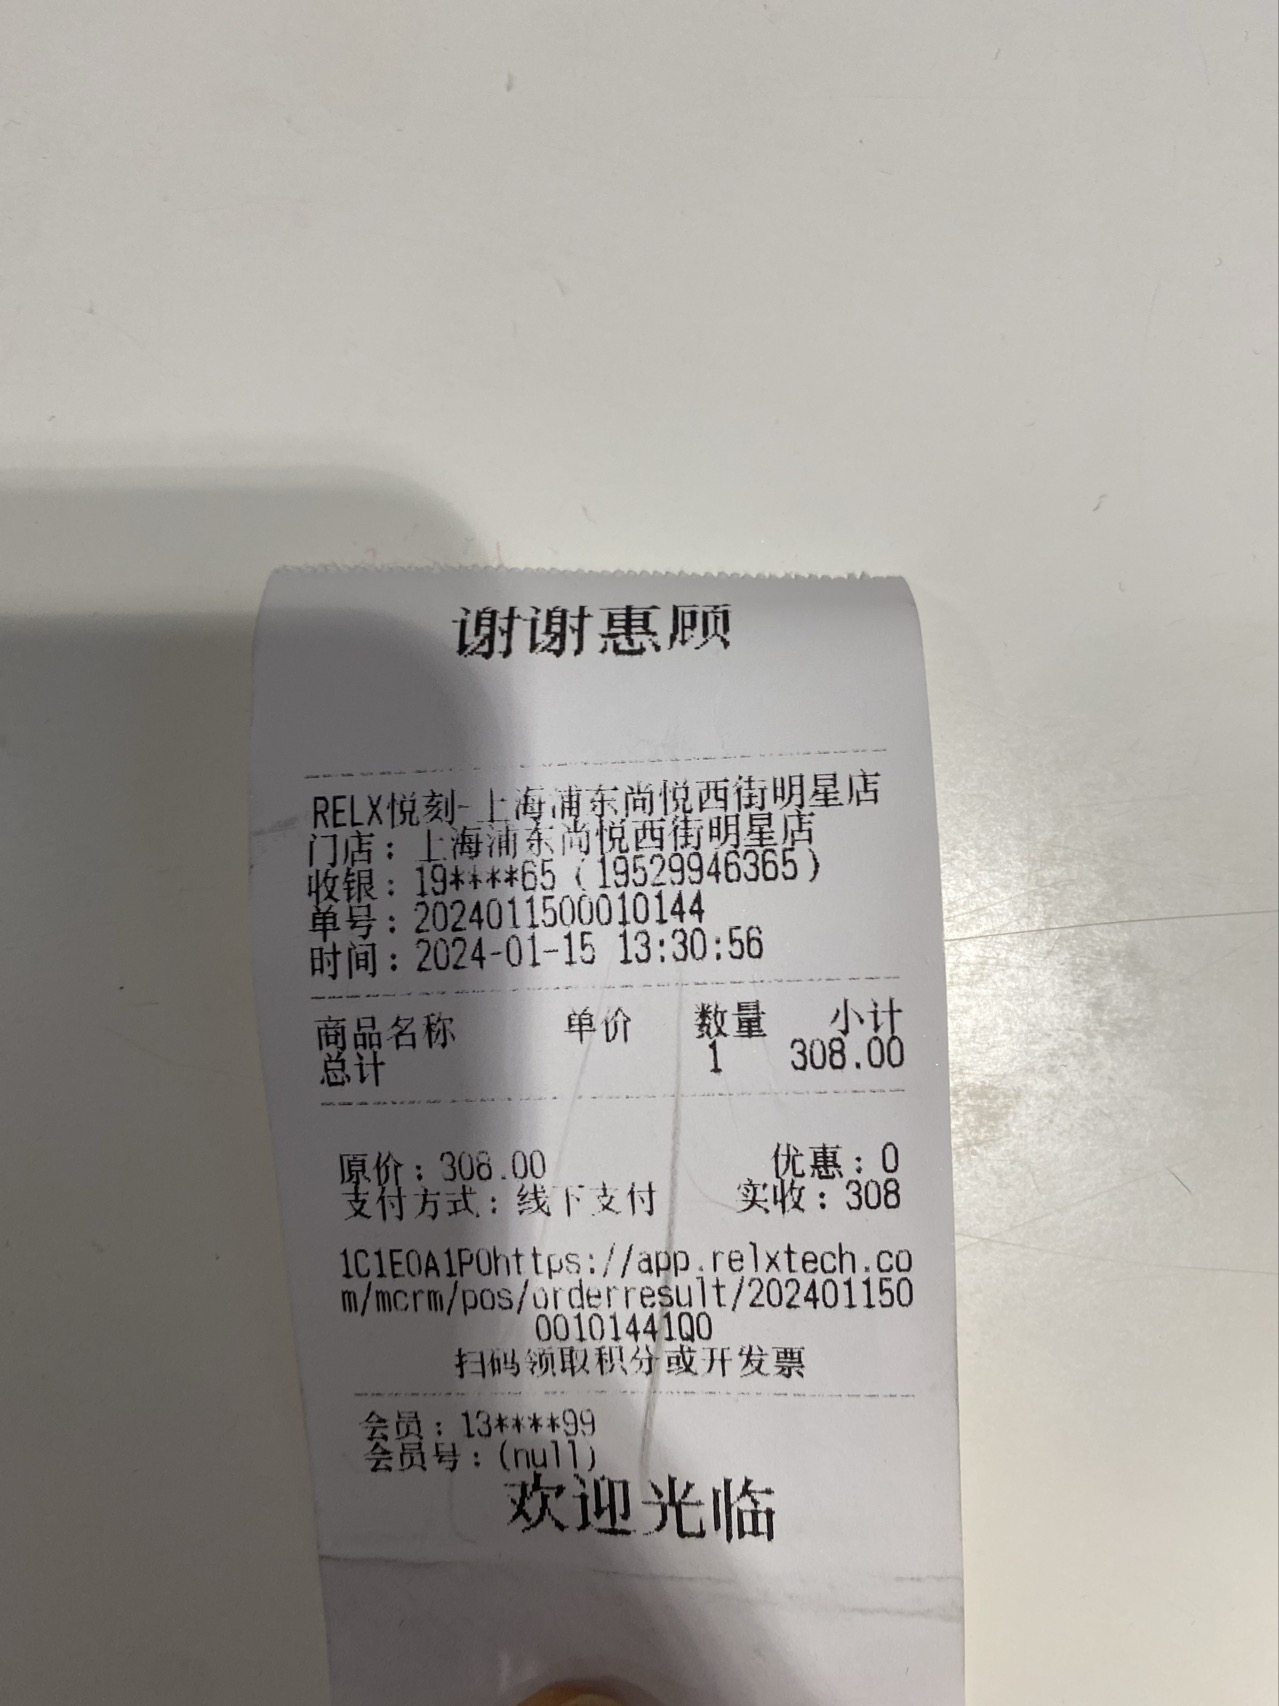 谢谢惠顾
RELX悦刻-上海浦东尚悦西街明星店
门店：上海浦东尚悦西街明星店
收银：19****65（19529946365）
单号：2024011500010144
时间：2024-01-15 13:30:56
商品名称 单价 数量 小计
总计 1 308.00
原价：308.00 优惠：0
支付方式：线下支付 实收：308
1C1E0A1P0https://app.relxtech.co
m/mcrm/pos/orderresult/202401150
00101441Q0
扫码领取积分或开发票
会员：13****99
会员号：(null)
欢迎光临